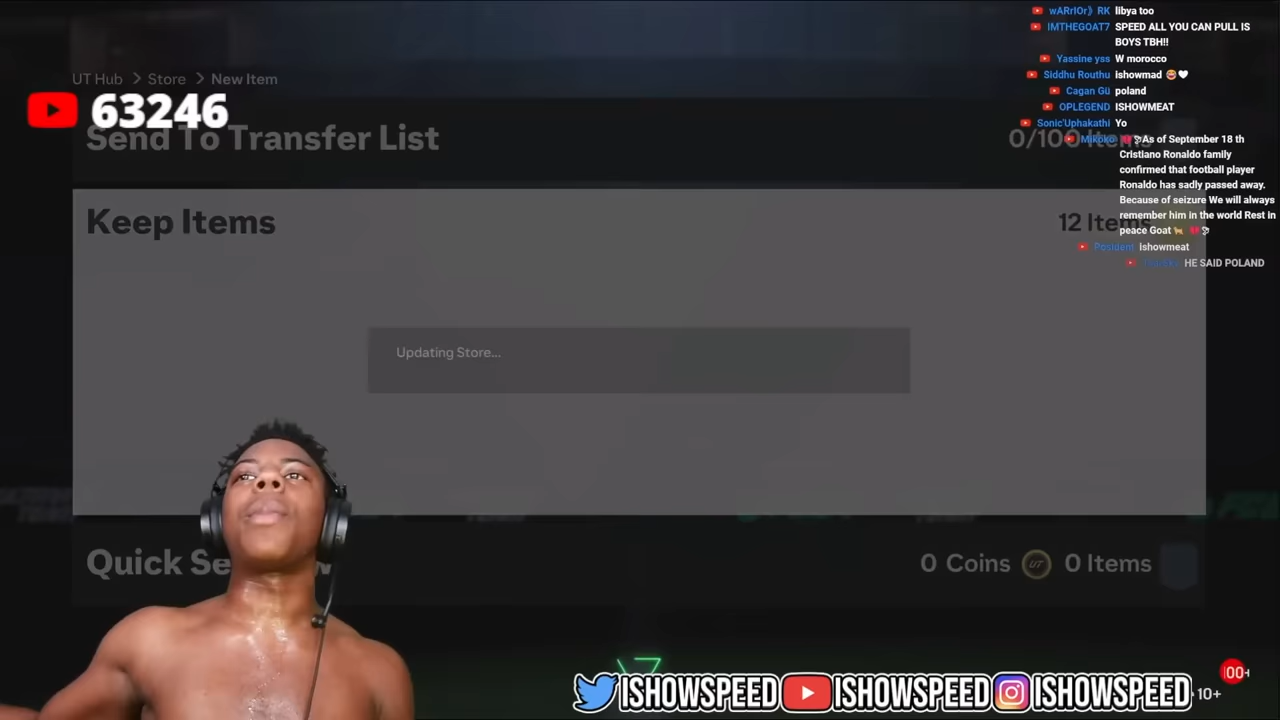 UT Hub > Store > New Item
63246
Send To Transfer List
0/100 Items
Keep Items
12 Items
Updating Store...
0 Coins UT 0 Items
ISHOWSPEED ISHOWSPEED ISHOWSPEED
10+
wARrIOr》 RK libya too
IMTHEGOAT7 SPEED ALL YOU CAN PULL IS
BOYS TBH!!
Yassine yss W morocco
Siddhu Routhu ishowmad 😂🤍
Cagan Gü poland
OPLEGEND ISHOWMEAT
Sonic'Uphakathi Yo
Mikoko 💔🕊As of September 18 th
Cristiano Ronaldo family
confirmed that football player
Ronaldo has sadly passed away.
Because of seizure We will always
remember him in the world Rest in
peace Goat 🐐 💔🕊
Posident Ishowmeat
HE SAID POLAND
Quick